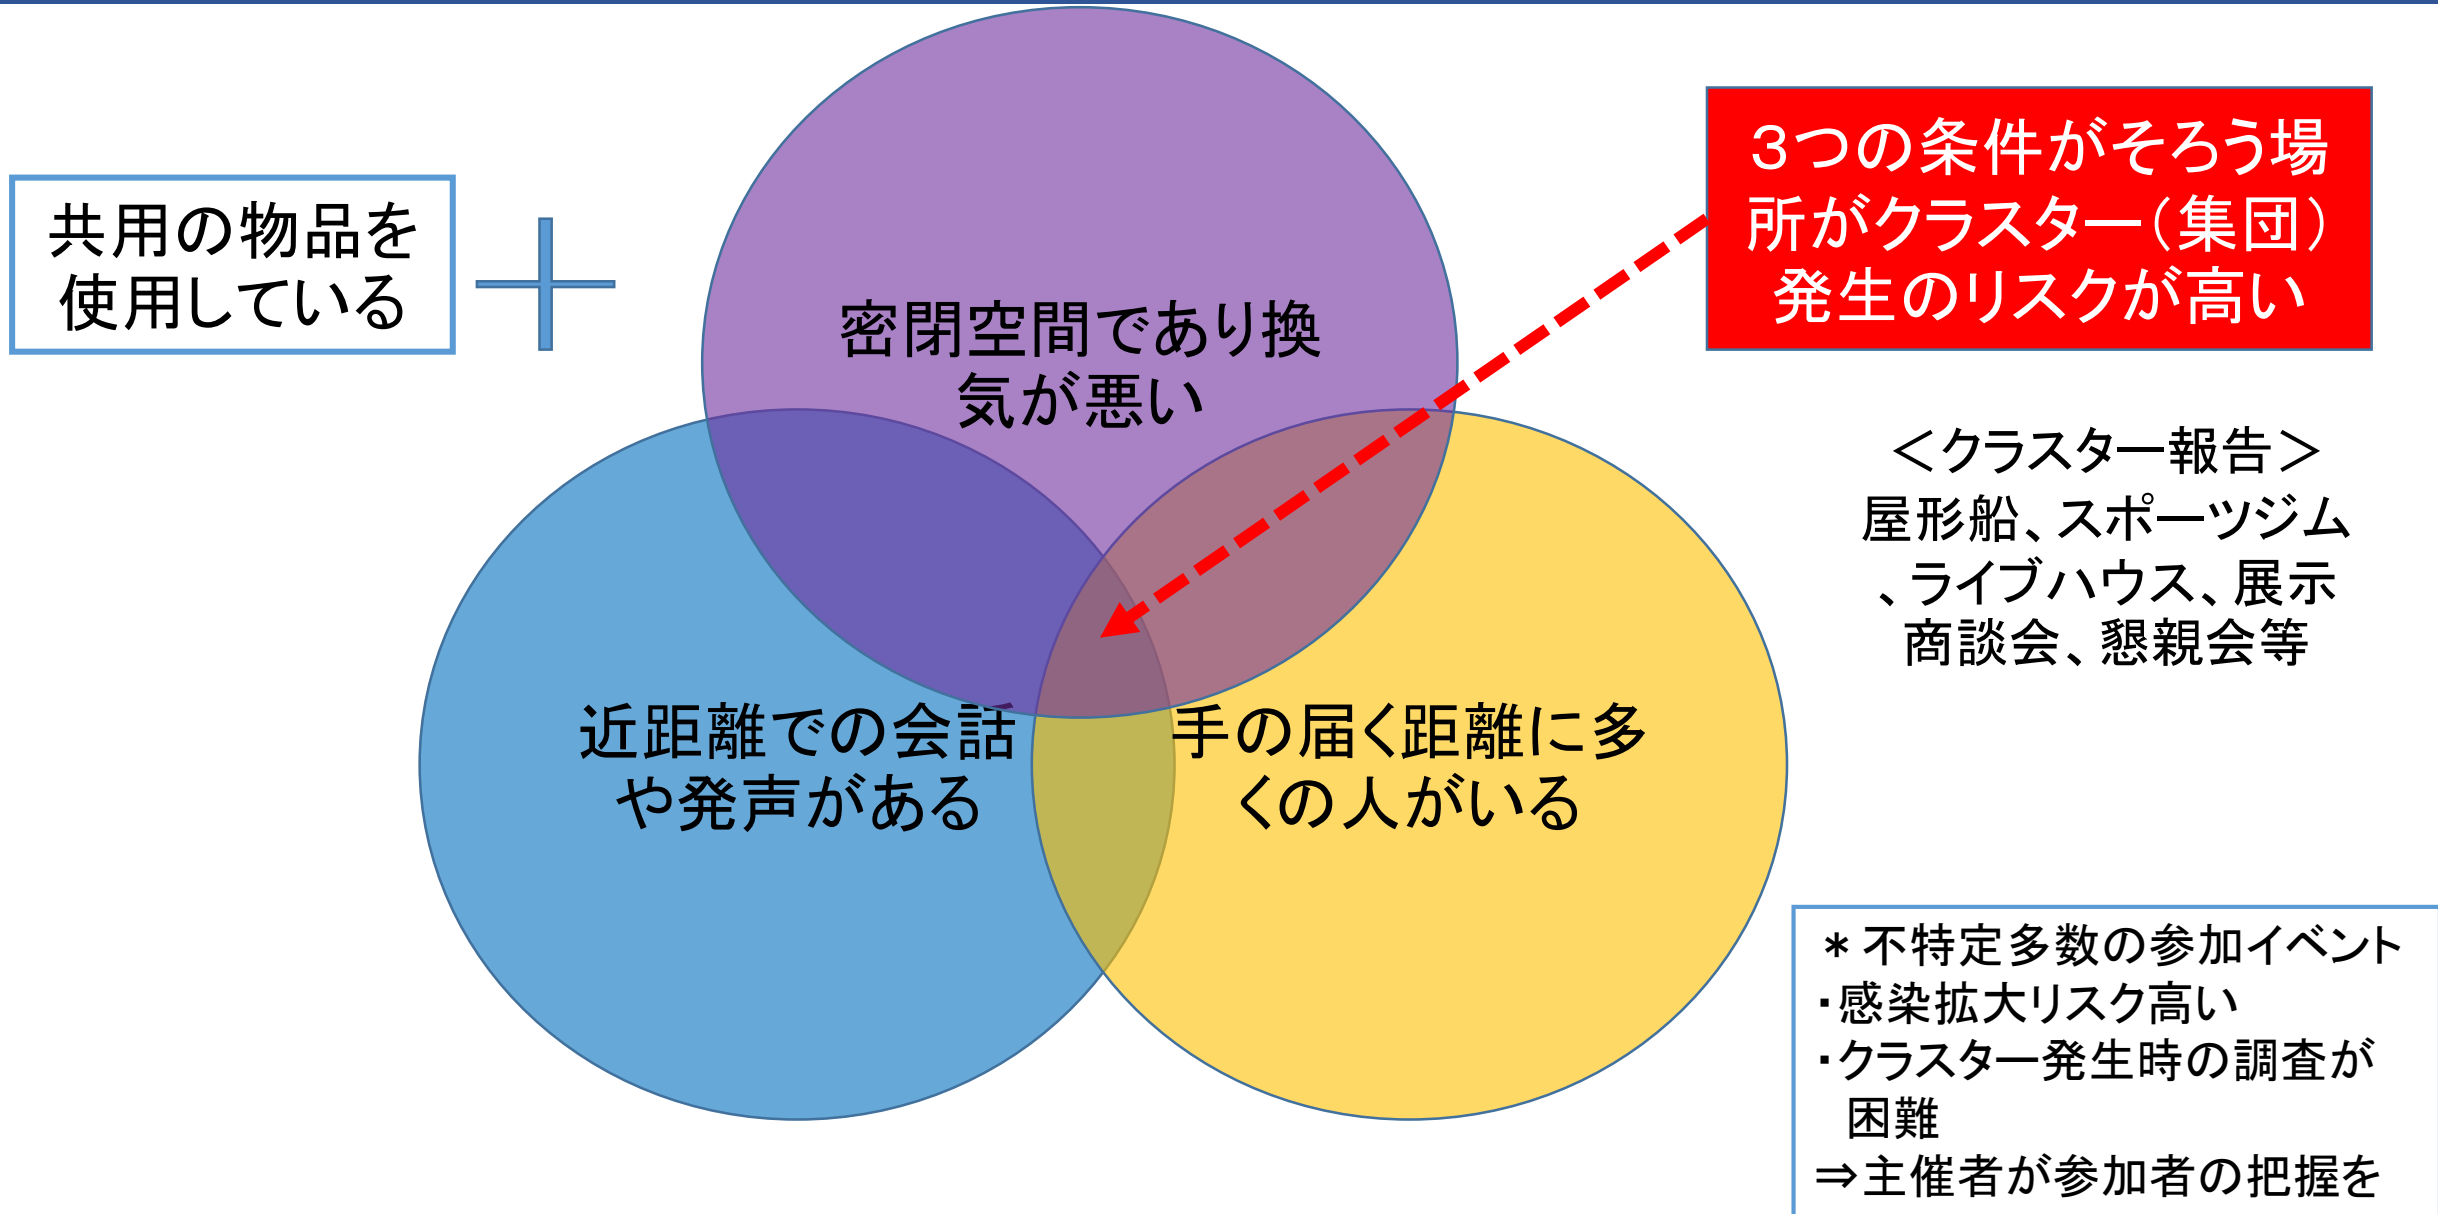 共用の物品を
使用している
密閉空間であり換
気が悪い
３つの条件がそろう場
所がクラスター（集団）
発生のリスクが高い
＜クラスター報告＞
屋形船、スポーツジム
、ライブハウス、展示
商談会、懇親会等
近距離での会話
や発声がある
手の届く距離に多
くの人がいる
＊不特定多数の参加イベント
・感染拡大リスク高い
・クラスター発生時の調査が
困難
⇒主催者が参加者の把握を